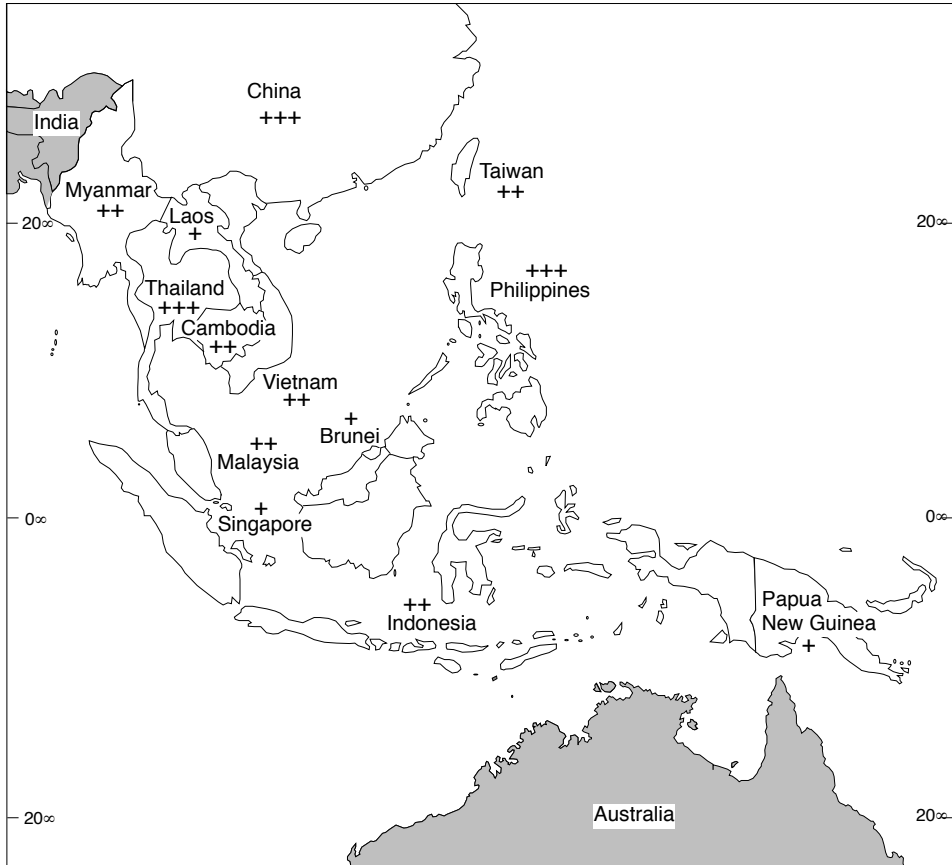 China
+++
India
Taiwan
++
Myanmar
++
Laos
+
20∞
20∞
+++
Philippines
Thailand
+++
Cambodia
++
Vietnam
++
+
Brunei
++
Malaysia
+
Singapore
0∞
0∞
++
Indonesia
Papua
New Guinea
+
Australia
20∞
20∞